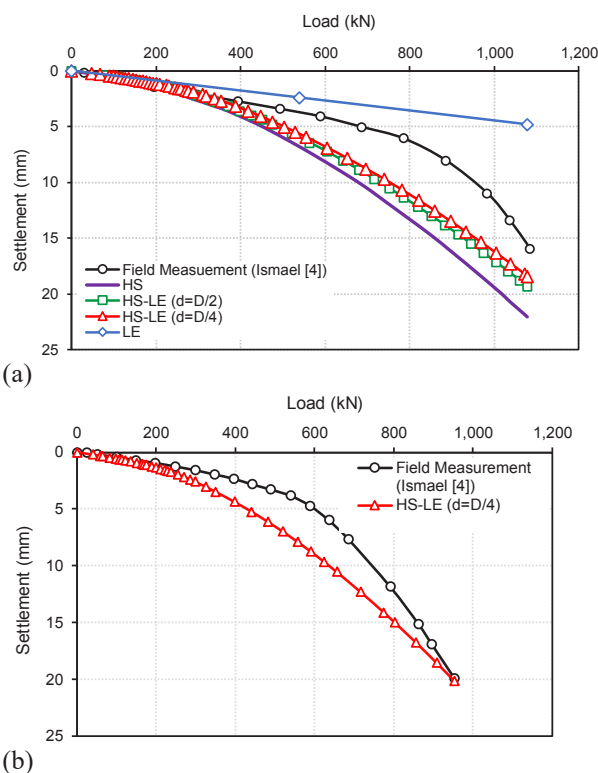 Load (kN)
0 200 400 600 800 1,000 1,200
0
5
10
15
20
25
Settlement (mm)
Field Measuement (Ismael [4])
HS
HS-LE (d=D/2)
HS-LE (d=D/4)
LE
(a)
Load (kN)
0 200 400 600 800 1,000 1,200
0
5
10
15
20
25
Settlement (mm)
Field Measurement
(Ismael [4])
HS-LE (d=D/4)
(b)